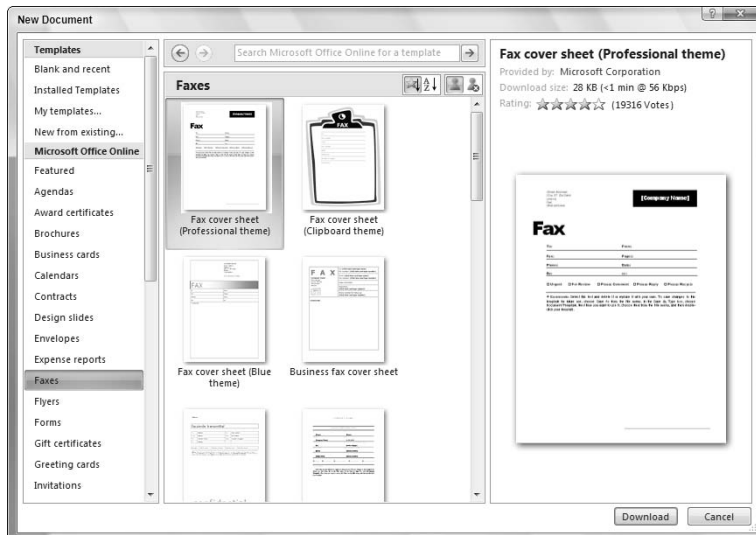 New Document
Templates
Blank and recent
Installed Templates
My templates...
New from existing...
Microsoft Office Online
Featured
Agendas
Award certificates
Brochures
Business cards
Calendars
Contracts
Design slides
Envelopes
Expense reports
Faxes
Flyers
Forms
Gift certificates
Greeting cards
Invitations
Search Microsoft Office Online for a template
Faxes
Fax
FAX
Fax cover sheet
(Professional theme)
Fax cover sheet
(Clipboard theme)
FAX
FAX
Fax cover sheet (Blue
theme)
Business fax cover sheet
confidential
Fax cover sheet (Professional theme)
Provided by: Microsoft Corporation
Download size: 28 KB (<1 min @ 56 Kbps)
Rating: (19316 Votes)
[Company Name]
Fax
Download
Cancel